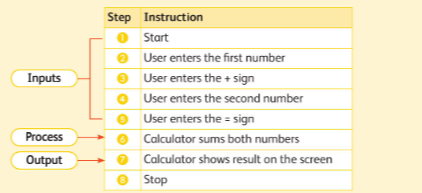 Step Instruction
1 Start
2 User enters the first number
Inputs 3 User enters the + sign
4 User enters the second number
5 User enters the = sign
Process 6 Calculator sums both numbers
Output 7 Calculator shows result on the screen
8 Stop